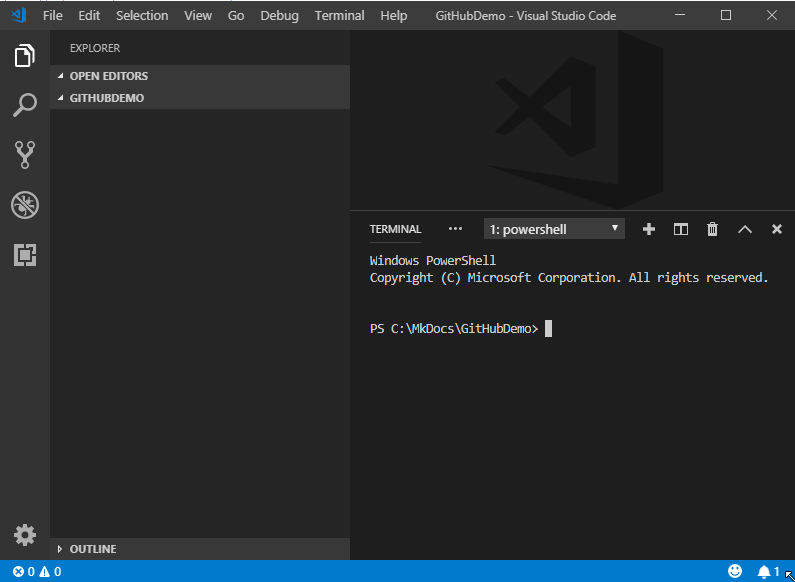 File Edit Selection View Go Debug Terminal Help GitHubDemo - Visual Studio Code
EXPLORER
OPEN EDITORS
GITHUBDEMO
TERMINAL ··· 1: powershell
Windows PowerShell
Copyright (C) Microsoft Corporation. All rights reserved.
PS C:\MkDocs\GitHubDemo>
OUTLINE
0 0 1